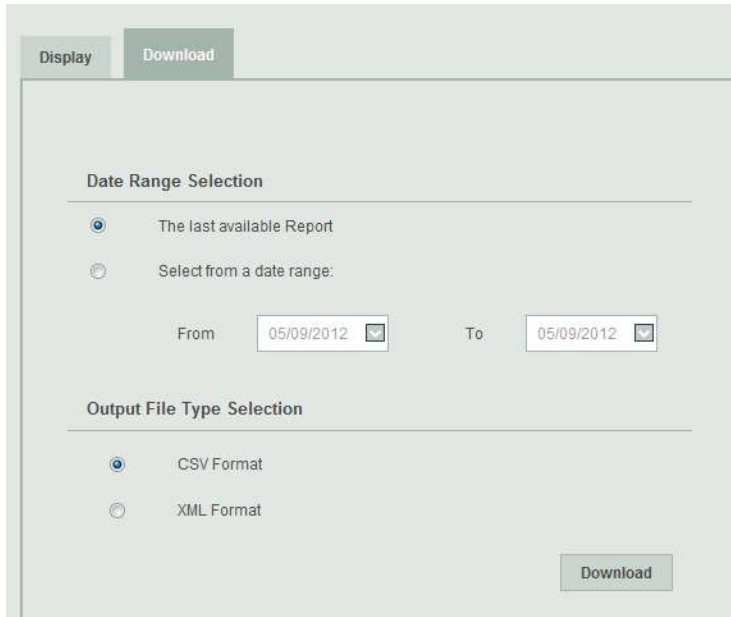 Display Download
Date Range Selection
The last available Report
Select from a date range:
From 05/09/2012 To 05/09/2012
Output File Type Selection
CSV Format
XML Format
Download